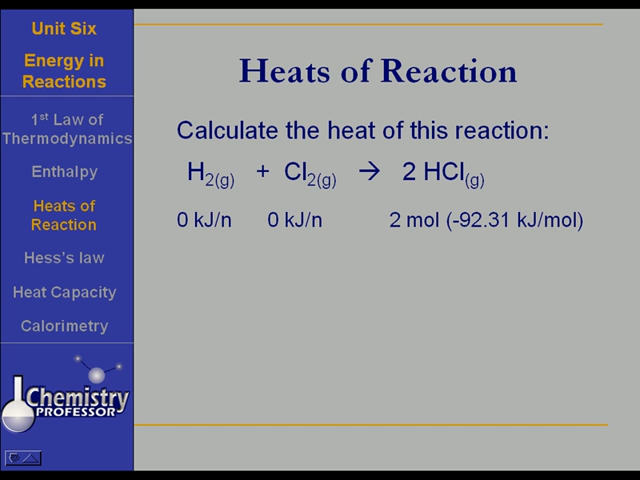 Unit Six
Energy in
Reactions
1st Law of
Thermodynamics
Enthalpy
Heats of
Reaction
Hess's law
Heat Capacity
Calorimetry
Chemistry
PROFESSOR
Heats of Reaction
Calculate the heat of this reaction:
H2(g) + Cl2(g) → 2 HCl(g)
0 kJ/n 0 kJ/n 2 mol (-92.31 kJ/mol)